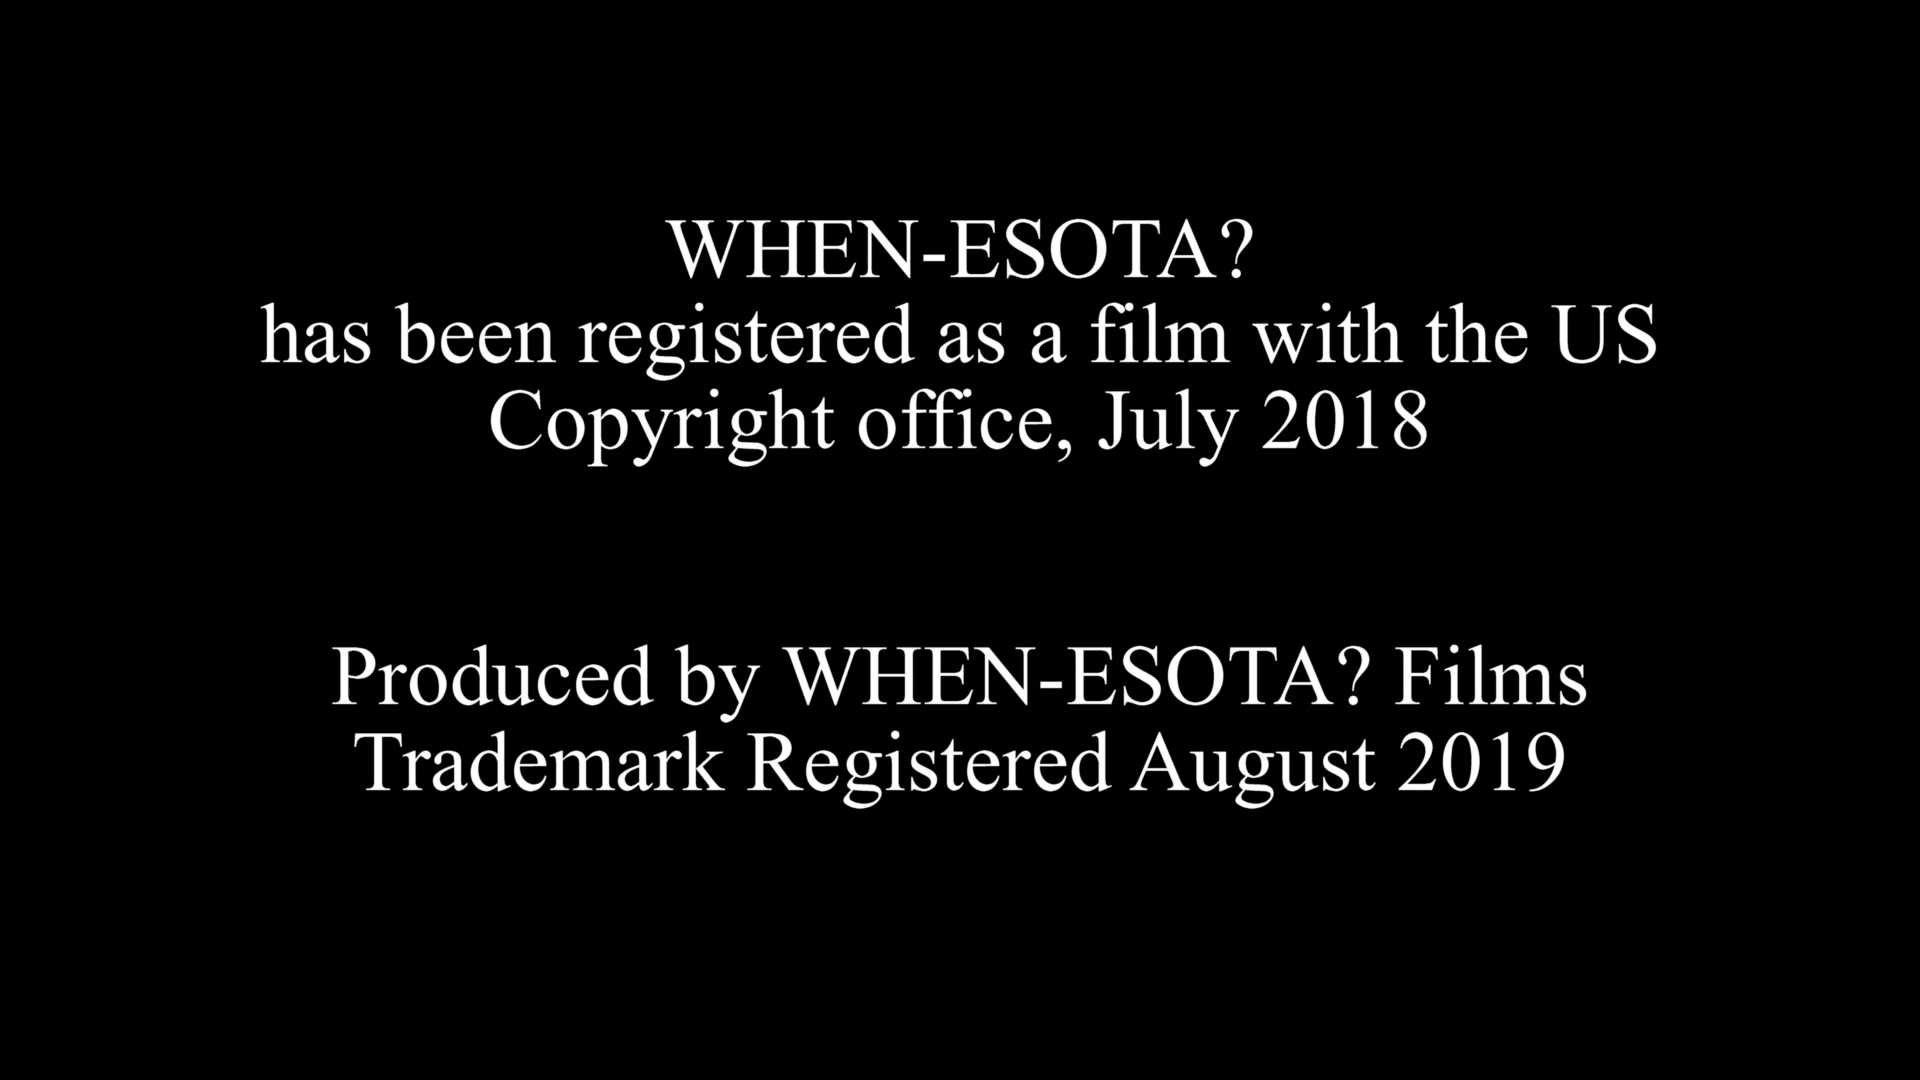 WHEN-ESOTA?
has been registered as a film with the US
Copyright office, July 2018
Produced by WHEN-ESOTA? Films
Trademark Registered August 2019